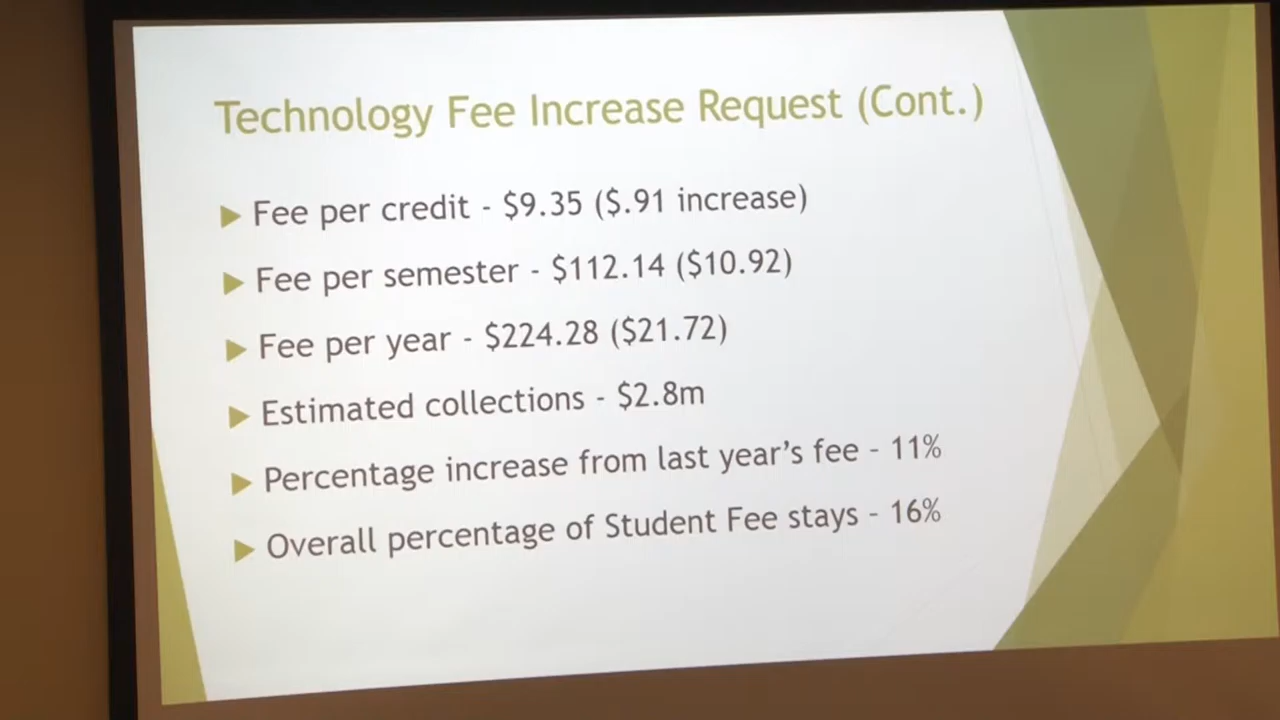 Technology Fee Increase Request (Cont.)
Fee per credit - $9.35 ($.91 increase)
Fee per semester - $112.14 ($10.92)
Fee per year - $224.28 ($21.72)
Estimated collections - $2.8m
Percentage increase from last year's fee - 11%
Overall percentage of Student Fee stays - 16%